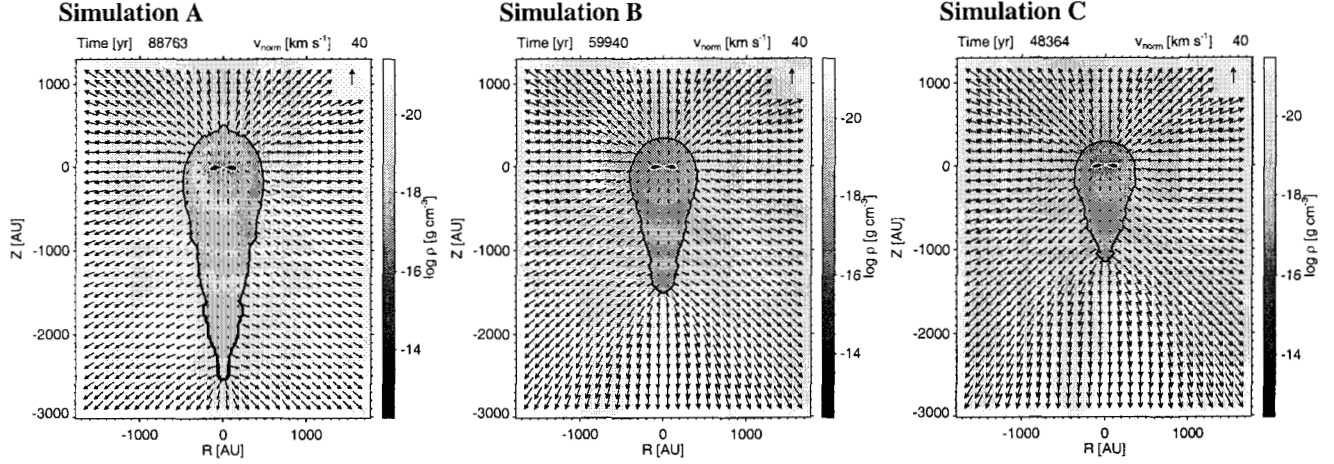 Simulation A
Time [yr] 88763 v_norm [km s⁻¹] 40
1000
0
-1000
-2000
-3000
Z [AU]
-1000 0 1000
R [AU]
-20
-18
-16
-14
log ρ [g cm⁻³]
Simulation B
Time [yr] 59940 v_norm [km s⁻¹] 40
1000
0
-1000
-2000
-3000
Z [AU]
-1000 0 1000
R [AU]
-20
-18
-16
-14
log ρ [g cm⁻³]
Simulation C
Time [yr] 48364 v_norm [km s⁻¹] 40
1000
0
-1000
-2000
-3000
Z [AU]
-1000 0 1000
R [AU]
-20
-18
-16
-14
log ρ [g cm⁻³]